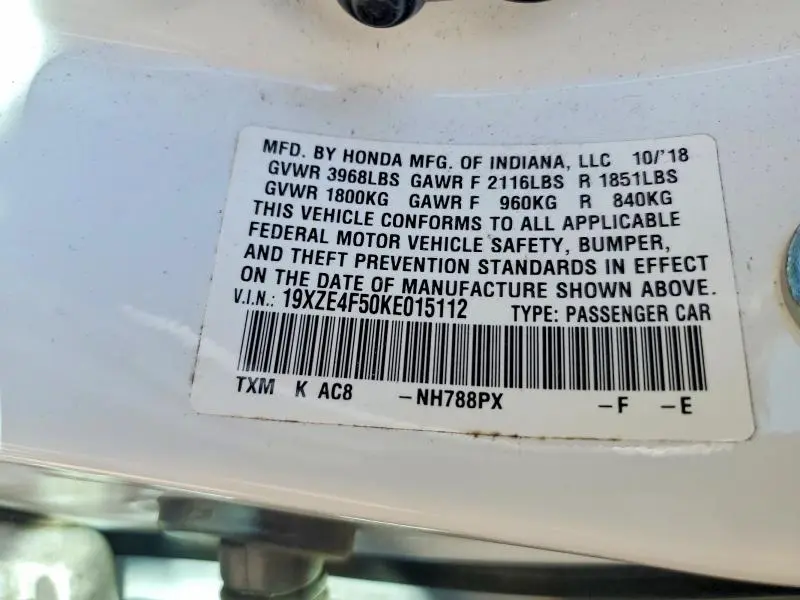 MFD. BY HONDA MFG. OF INDIANA, LLC 10/'18
GVWR 3968LBS GAWR F 2116LBS R 1851LBS
GVWR 1800KG GAWR F 960KG R 840KG
THIS VEHICLE CONFORMS TO ALL APPLICABLE
FEDERAL MOTOR VEHICLE SAFETY, BUMPER,
AND THEFT PREVENTION STANDARDS IN EFFECT
ON THE DATE OF MANUFACTURE SHOWN ABOVE.
V.I.N.: 19XZE4F50KE015112 TYPE: PASSENGER CAR
TXM K AC8 -NH788PX -F -E